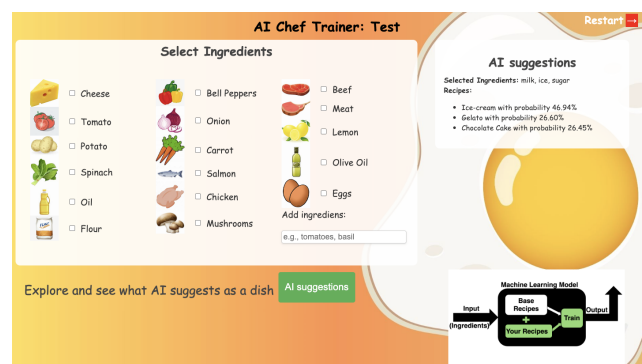 AI Chef Trainer: Test
Restart →
Select Ingredients
Cheese
Tomato
Potato
Spinach
Oil
Flour
Bell Peppers
Onion
Carrot
Salmon
Chicken
Mushrooms
Beef
Meat
Lemon
Olive Oil
Eggs
Add ingrediens:
e.g., tomatoes, basil
Explore and see what AI suggests as a dish
AI suggestions
AI suggestions
Selected Ingredients: milk, ice, sugar
Recipes:
• Ice-cream with probability 46.94%
• Gelato with probability 26.60%
• Chocolate Cake with probability 26.45%
Machine Learning Model
Input
(Ingredients)
Base
Recipes
+
Your Recipes
Train
Output